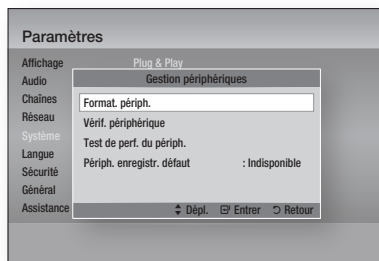 Paramètres
Affichage Plug & Play
Audio
Chaînes
Réseau
Système
Langue
Sécurité
Général
Assistance
Gestion périphériques
Format. périph.
Vérif. périphérique
Test de perf. du périph.
Périph. enregistr. défaut : Indisponible
Dépl. Entrer Retour